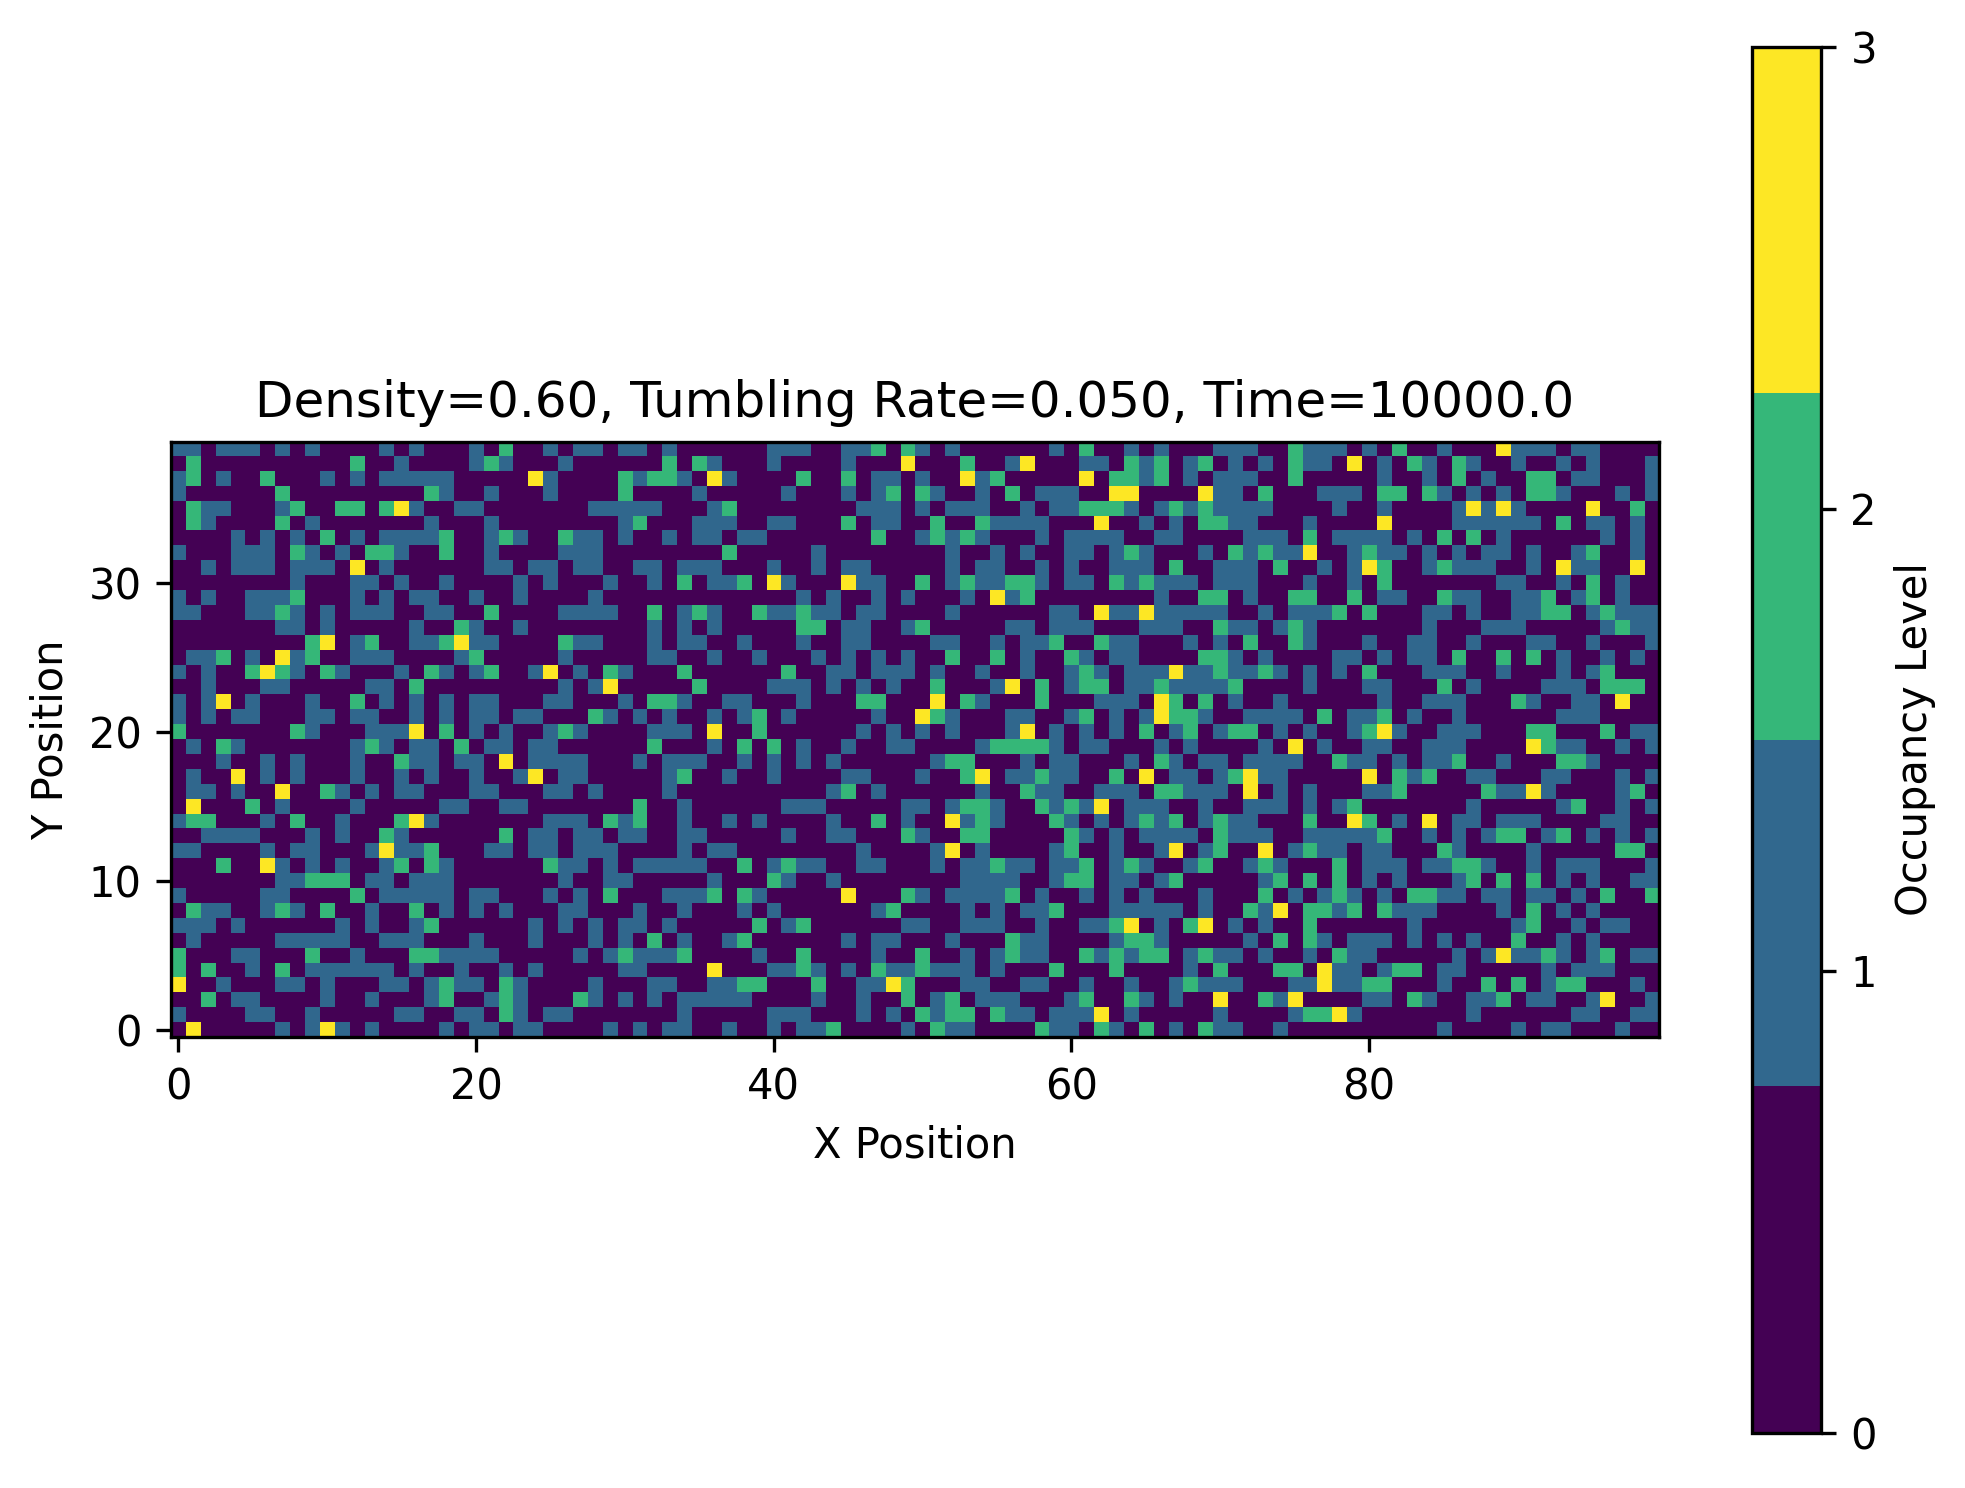 Density=0.60, Tumbling Rate=0.050, Time=10000.0
Y Position
30
20
10
0
0 20 40 60 80
X Position
3
2
1
0
Occupancy Level